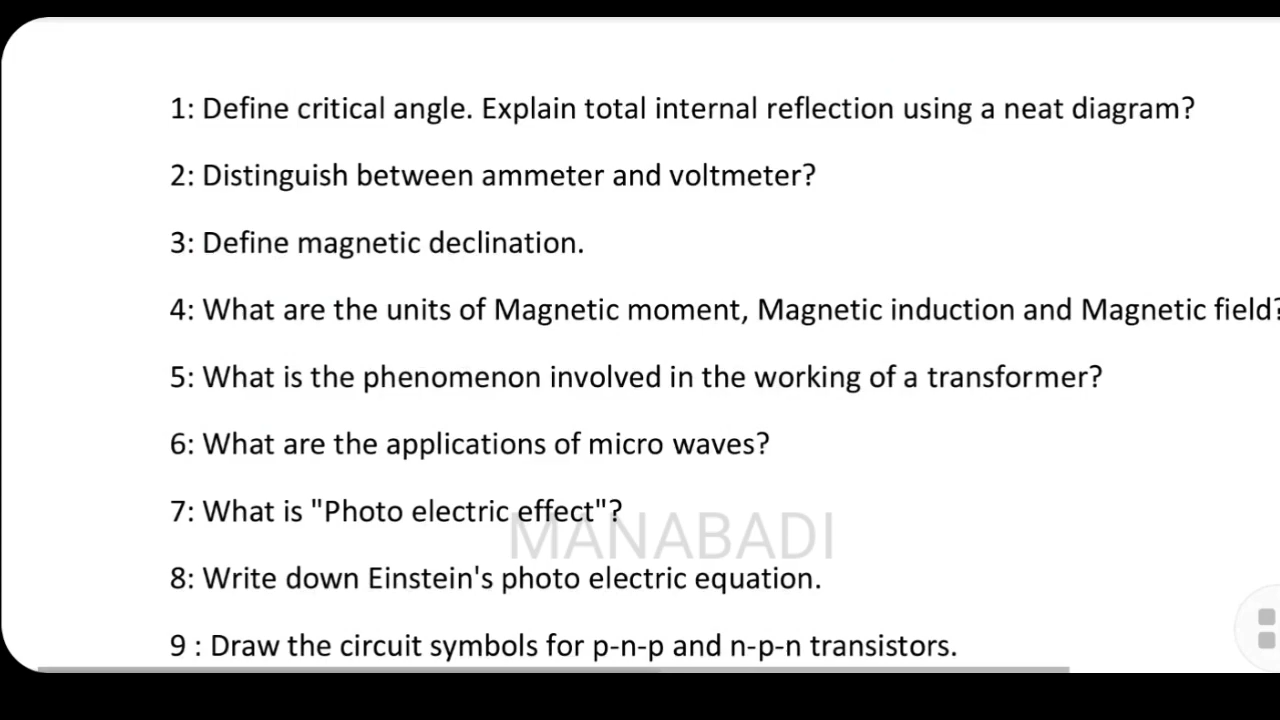 1: Define critical angle. Explain total internal reflection using a neat diagram?
2: Distinguish between ammeter and voltmeter?
3: Define magnetic declination.
4: What are the units of Magnetic moment, Magnetic induction and Magnetic field?
5: What is the phenomenon involved in the working of a transformer?
6: What are the applications of micro waves?
7: What is "Photo electric effect"?
MANABADI
8: Write down Einstein's photo electric equation.
9 : Draw the circuit symbols for p-n-p and n-p-n transistors.